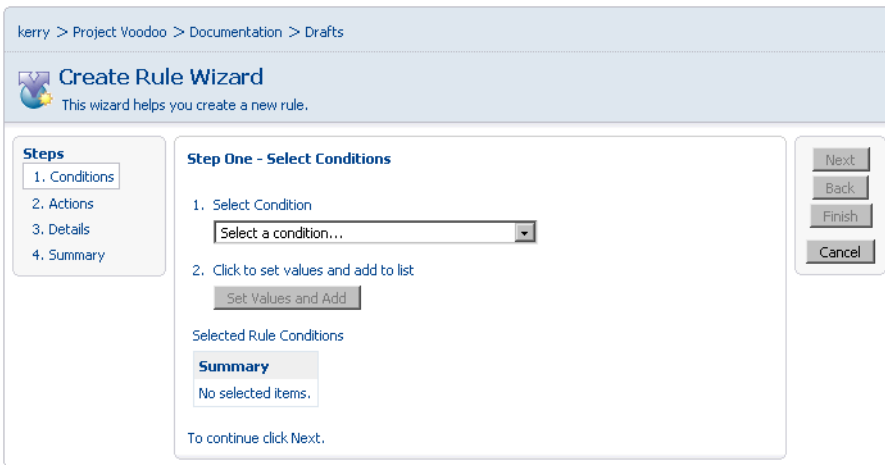 kerry > Project Voodoo > Documentation > Drafts
Create Rule Wizard
This wizard helps you create a new rule.
Steps
1. Conditions
2. Actions
3. Details
4. Summary
Step One - Select Conditions
1. Select Condition
Select a condition...
2. Click to set values and add to list
Set Values and Add
Selected Rule Conditions
Summary
No selected items.
To continue click Next.
Next
Back
Finish
Cancel